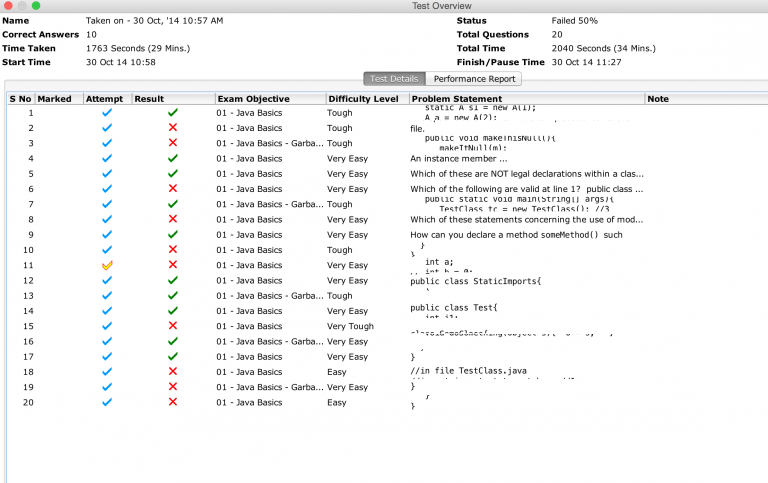 Test Overview
Name Taken on - 30 Oct, '14 10:57 AM Status Failed 50%
Correct Answers 10 Total Questions 20
Time Taken 1763 Seconds (29 Mins.) Total Time 2040 Seconds (34 Mins.)
Start Time 30 Oct 14 10:58 Finish/Pause Time 30 Oct 14 11:27
Test Details Performance Report
S No Marked Attempt Result Exam Objective Difficulty Level Problem Statement Note
static A s1 = new A(1);
1 01 - Java Basics Tough A a = new A(2);
2 01 - Java Basics Tough file.
public void makeThisNull(){
3 01 - Java Basics - Garba... Tough makeItNull(m);
4 01 - Java Basics Very Easy An instance member ...
5 01 - Java Basics Very Easy Which of these are NOT legal declarations within a clas...
6 01 - Java Basics Very Easy Which of the following are valid at line 1? public class ...
public static void main(String[] args){
7 01 - Java Basics - Garba... Tough TestClass tc = new TestClass(); //3
8 01 - Java Basics Very Easy Which of these statements concerning the use of mod...
9 01 - Java Basics Very Easy How can you declare a method someMethod() such
}
10 01 - Java Basics Tough }
int a;
11 01 - Java Basics Very Easy int b = 0;
12 01 - Java Basics Very Easy public class StaticImports{
13 01 - Java Basics - Garba... Tough
14 01 - Java Basics Very Easy public class Test{
int i1;
15 01 - Java Basics Very Tough
16 01 - Java Basics - Garba... Very Easy
17 01 - Java Basics Very Easy }
18 01 - Java Basics Easy //in file TestClass.java
19 01 - Java Basics - Garba... Very Easy }
}
20 01 - Java Basics Easy }